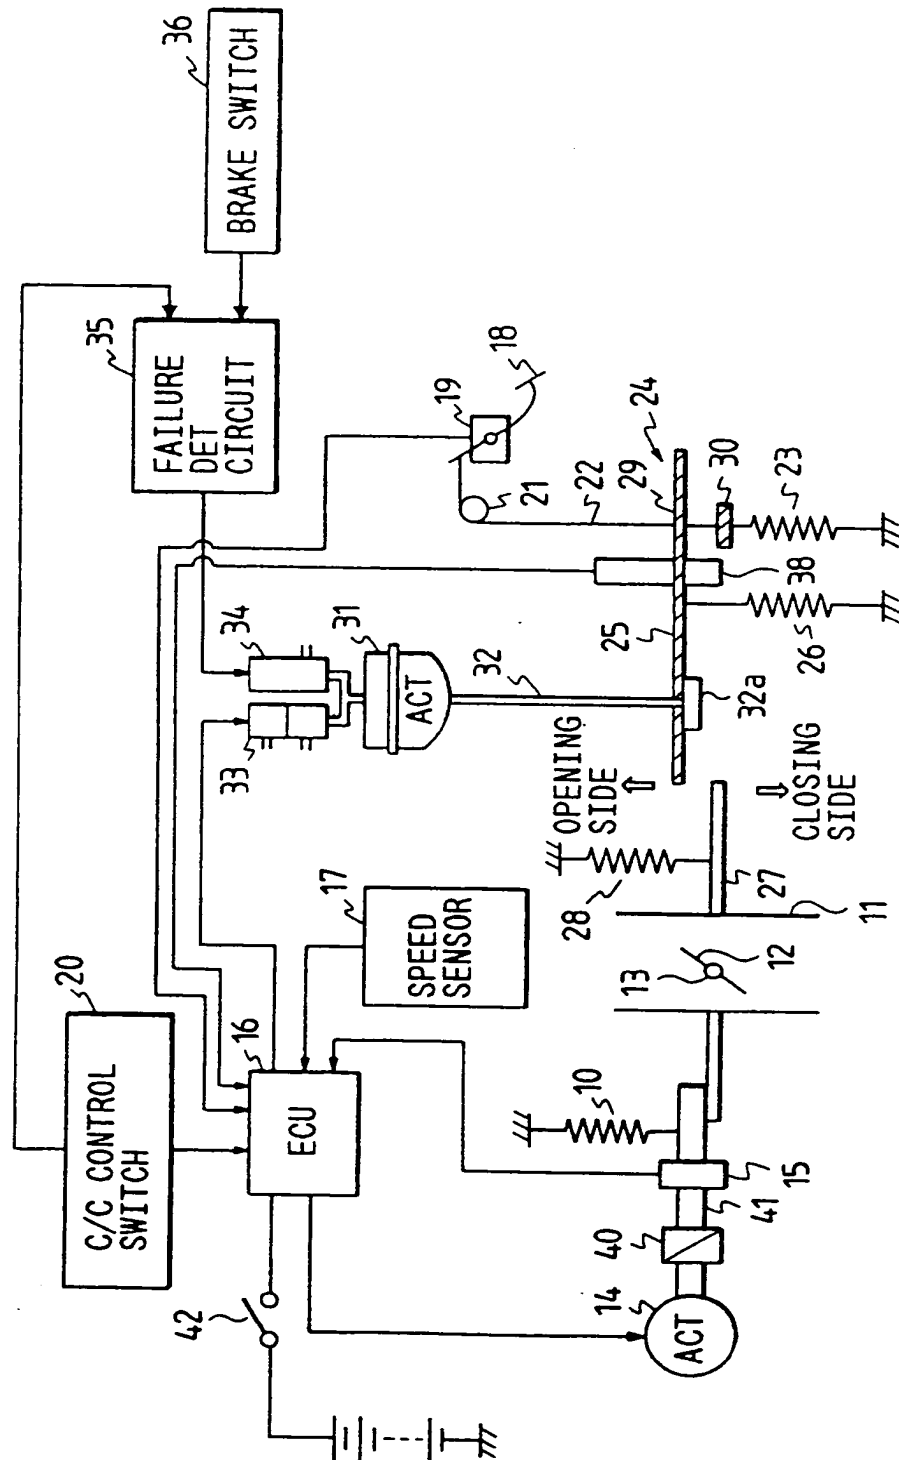 20
C/C CONTROL
SWITCH
36
BRAKE SWITCH
35
FAILURE
DET
CIRCUIT
42
16
ECU
17
SPEED
SENSOR
33
34
31
ACT
32
19
18
21
22
29
24
30
23
38
25
26
32a
OPENING
SIDE
CLOSING
SIDE
28
27
11
13
12
10
15
41
40
14
ACT